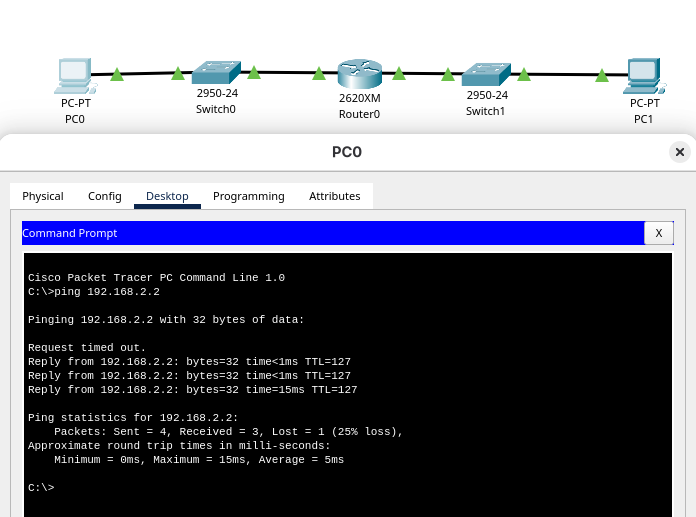 PC-PT
PC0
2950-24
Switch0
2620XM
Router0
2950-24
Switch1
PC-PT
PC1
PC0
Physical Config Desktop Programming Attributes
Command Prompt X
Cisco Packet Tracer PC Command Line 1.0
C:\>ping 192.168.2.2
Pinging 192.168.2.2 with 32 bytes of data:
Request timed out.
Reply from 192.168.2.2: bytes=32 time<1ms TTL=127
Reply from 192.168.2.2: bytes=32 time<1ms TTL=127
Reply from 192.168.2.2: bytes=32 time=15ms TTL=127
Ping statistics for 192.168.2.2:
Packets: Sent = 4, Received = 3, Lost = 1 (25% loss),
Approximate round trip times in milli-seconds:
Minimum = 0ms, Maximum = 15ms, Average = 5ms
C:\>